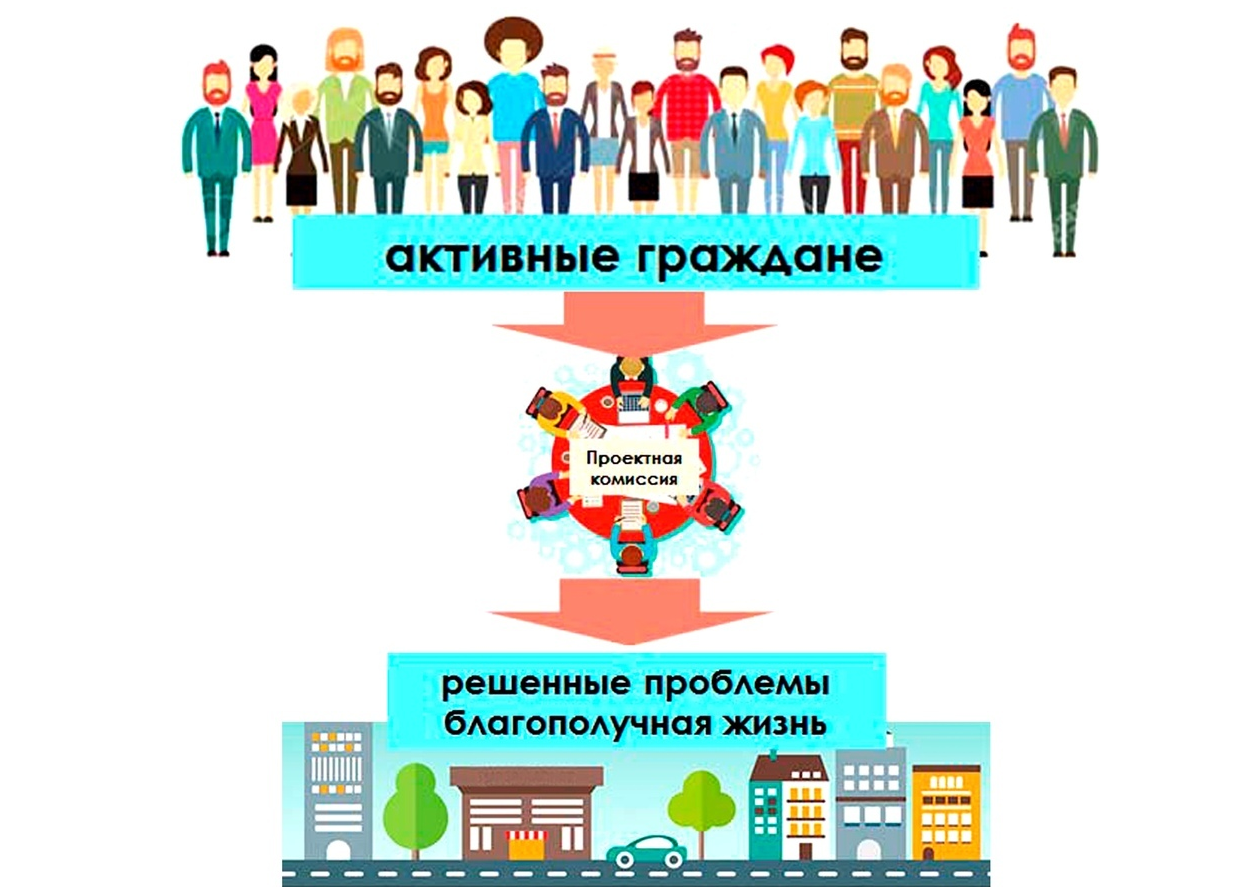 активные граждане
Проектная
комиссия
решенные проблемы
благополучная жизнь